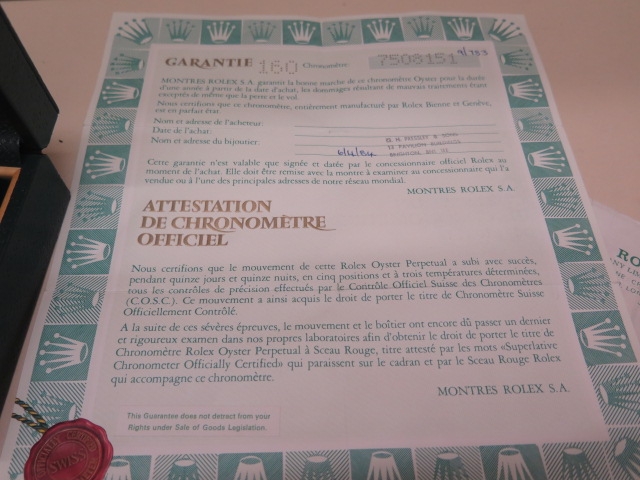 GARANTIE 160 Chronomètre 7508151
MONTRES ROLEX S.A. garantit la bonne marche de ce chronomètre Oyster pour la durée
d'une année à partir de la date d'achat, les dommages résultant de mauvais traitements étant
exceptés de même que la perte et le vol.
Nous certifions que ce chronomètre, entièrement manufacturé par Rolex Bienne et Genève,
est en parfait état.
Nom et adresse de l'acheteur:
Date de l'achat:
Nom et adresse du bijoutier:
6/4/84
& SONS
Cette garantie n'est valable que signée et datée par le concessionnaire officiel Rolex au
moment de l'achat. Elle doit être remise avec la montre à examiner au concessionnaire qui l'a
vendue ou à l'une des principales adresses de notre réseau mondial.
MONTRES ROLEX S.A.
ATTESTATION
DE CHRONOMÈTRE
OFFICIEL
Nous certifions que le mouvement de cette Rolex Oyster Perpetual a subi avec succès,
pendant quinze jours et quinze nuits, en cinq positions et à trois températures déterminées,
tous les contrôles de précision effectués par le Contrôle Officiel Suisse des Chronomètres
(C.O.S.C.). Ce mouvement a ainsi acquis le droit de porter le titre de Chronomètre Suisse
Officiellement Contrôlé.
A la suite de ces sévères épreuves, le mouvement et le boîtier ont encore dû passer un dernier
et rigoureux examen dans nos propres laboratoires afin d'obtenir le droit de porter le titre de
Chronomètre Rolex Oyster Perpetual à Sceau Rouge, titre attesté par les mots «Superlative
Chronometer Officially Certified» qui paraissent sur le cadran et par le Sceau Rouge Rolex
qui accompagne ce chronomètre.
MONTRES ROLEX S.A.
This Guarantee does not detract from your
Rights under Sale of Goods Legislation.
SWISS
RO